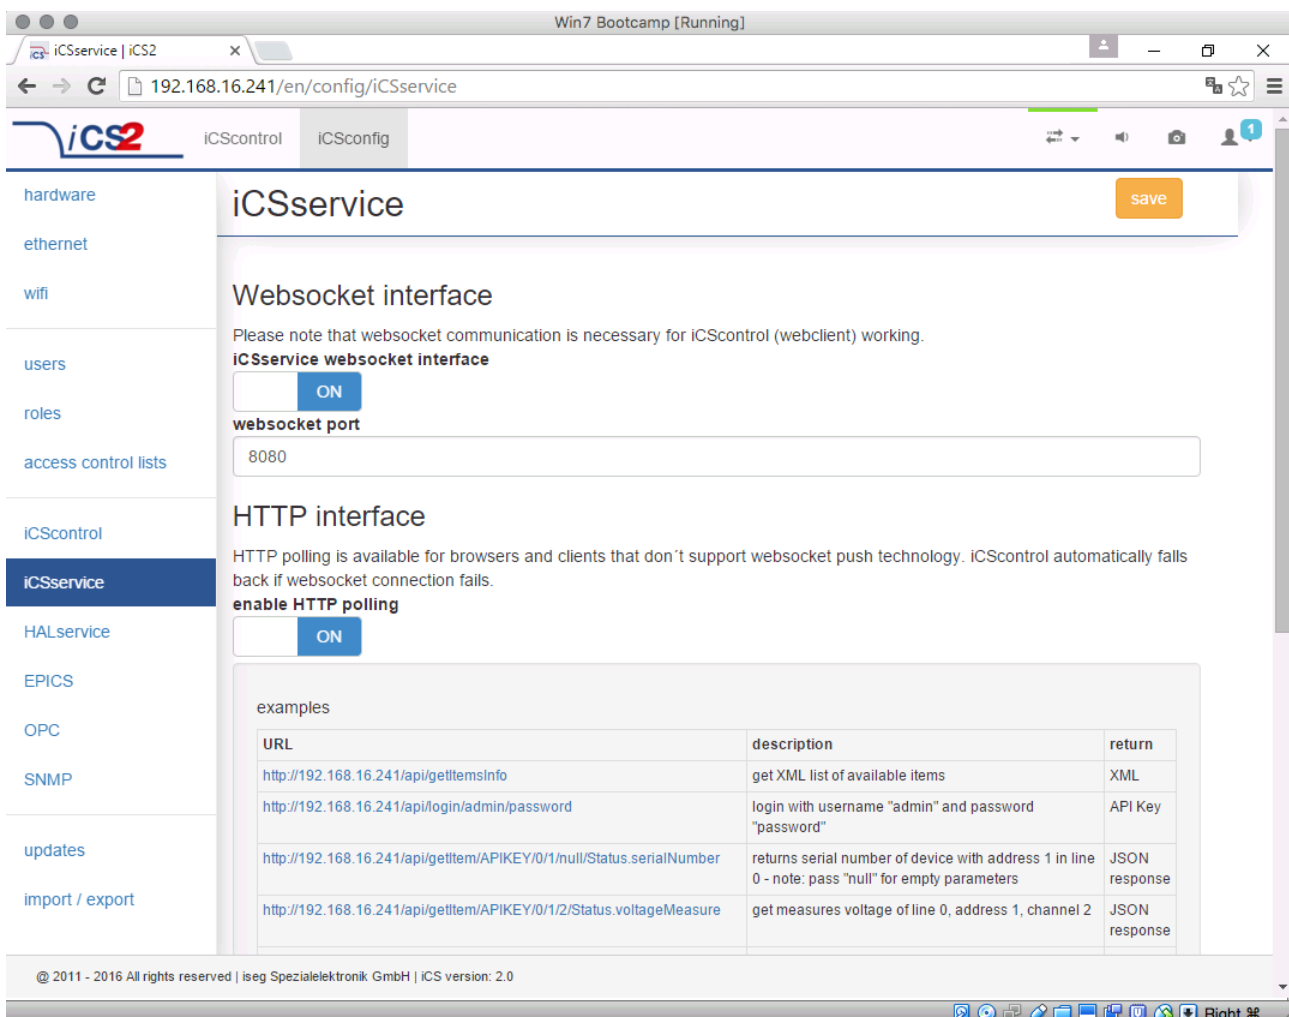 Win7 Bootcamp [Running]
iCS iCSservice | iCS2
192.168.16.241/en/config/iCSservice
iCS2 iCScontrol iCSconfig 1
hardware
ethernet
wifi
users
roles
access control lists
iCScontrol
iCSservice
HALservice
EPICS
OPC
SNMP
updates
import / export
iCSservice save
Websocket interface
Please note that websocket communication is necessary for iCScontrol (webclient) working.
iCSservice websocket interface
ON
websocket port
8080
HTTP interface
HTTP polling is available for browsers and clients that don´t support websocket push technology. iCScontrol automatically falls
back if websocket connection fails.
enable HTTP polling
ON
examples
URL description return
http://192.168.16.241/api/getItemsInfo get XML list of available items XML
http://192.168.16.241/api/login/admin/password login with username "admin" and password API Key
"password"
http://192.168.16.241/api/getItem/APIKEY/0/1/null/Status.serialNumber returns serial number of device with address 1 in line JSON
0 - note: pass "null" for empty parameters response
http://192.168.16.241/api/getItem/APIKEY/0/1/2/Status.voltageMeasure get measures voltage of line 0, address 1, channel 2 JSON
response
@ 2011 - 2016 All rights reserved | iseg Spezialelektronik GmbH | iCS version: 2.0
Right ⌘